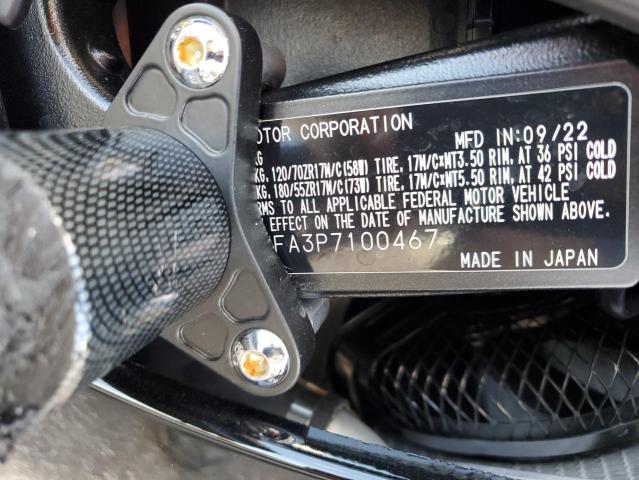 OTOR CORPORATION MFD IN:09/22
KG
KG, 120/70ZR17M/C(58W) TIRE, 17M/C×MT3.50 RIM, AT 36 PSI COLD
KG, 180/55ZR17M/C(73W) TIRE, 17M/C×MT5.50 RIM, AT 42 PSI COLD
RMS TO ALL APPLICABLE FEDERAL MOTOR VEHICLE
EFFECT ON THE DATE OF MANUFACTURE SHOWN ABOVE.
FA3P7100467
MADE IN JAPAN